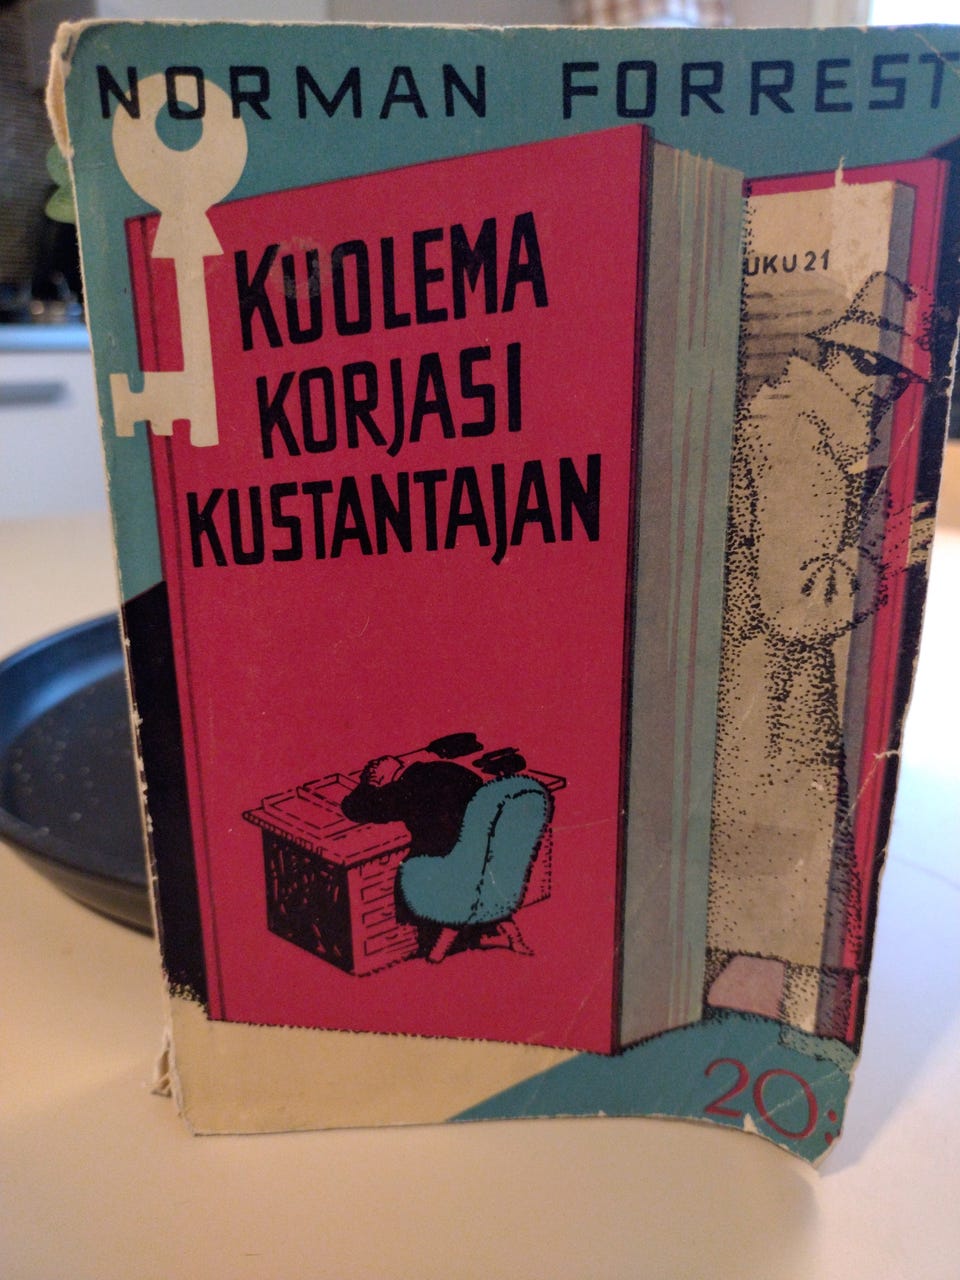 NORMAN FORREST
KUOLEMA
KORJASI
KUSTANTAJAN
UKU 21
20: